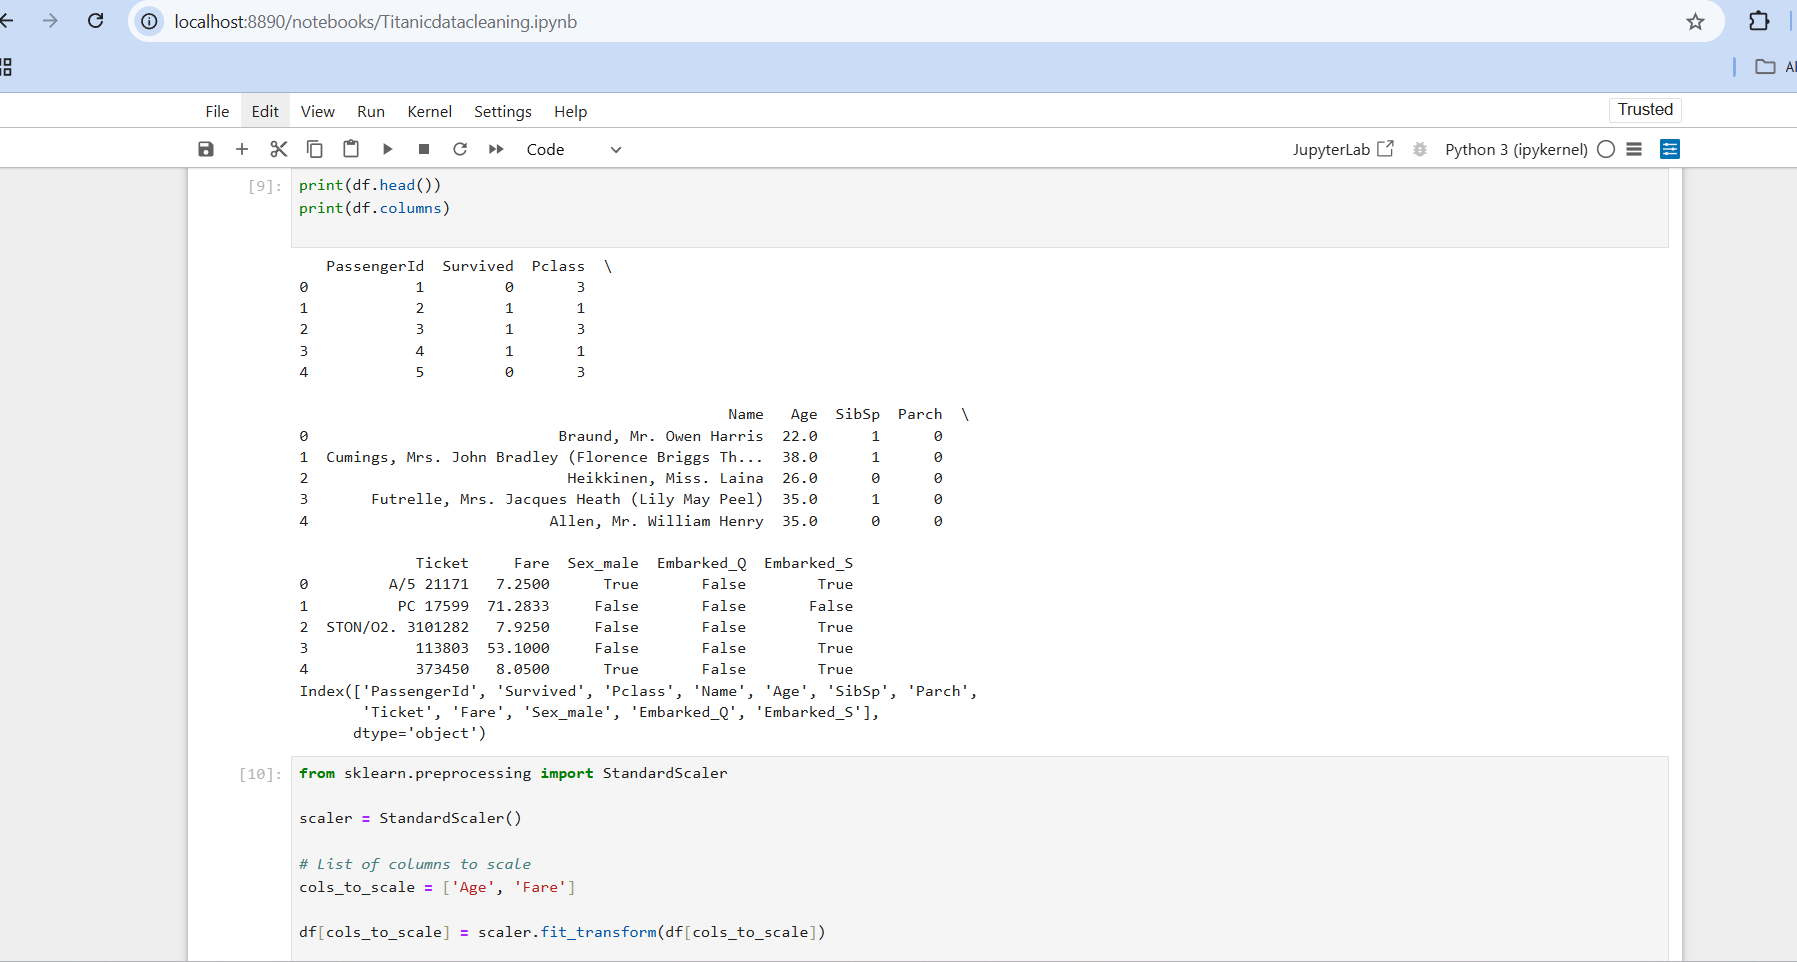 localhost:8890/notebooks/Titanicdatacleaning.ipynb
File Edit View Run Kernel Settings Help
Trusted
Code
JupyterLab
Python 3 (ipykernel)
[9]:
print(df.head())
print(df.columns)
PassengerId Survived Pclass \
0 1 0 3
1 2 1 1
2 3 1 3
3 4 1 1
4 5 0 3
Name Age SibSp Parch \
0 Braund, Mr. Owen Harris 22.0 1 0
1 Cumings, Mrs. John Bradley (Florence Briggs Th... 38.0 1 0
2 Heikkinen, Miss. Laina 26.0 0 0
3 Futrelle, Mrs. Jacques Heath (Lily May Peel) 35.0 1 0
4 Allen, Mr. William Henry 35.0 0 0
Ticket Fare Sex_male Embarked_Q Embarked_S
0 A/5 21171 7.2500 True False True
1 PC 17599 71.2833 False False False
2 STON/O2. 3101282 7.9250 False False True
3 113803 53.1000 False False True
4 373450 8.0500 True False True
Index(['PassengerId', 'Survived', 'Pclass', 'Name', 'Age', 'SibSp', 'Parch',
'Ticket', 'Fare', 'Sex_male', 'Embarked_Q', 'Embarked_S'],
dtype='object')
[10]:
from sklearn.preprocessing import StandardScaler
scaler = StandardScaler()
# List of columns to scale
cols_to_scale = ['Age', 'Fare']
df[cols_to_scale] = scaler.fit_transform(df[cols_to_scale])